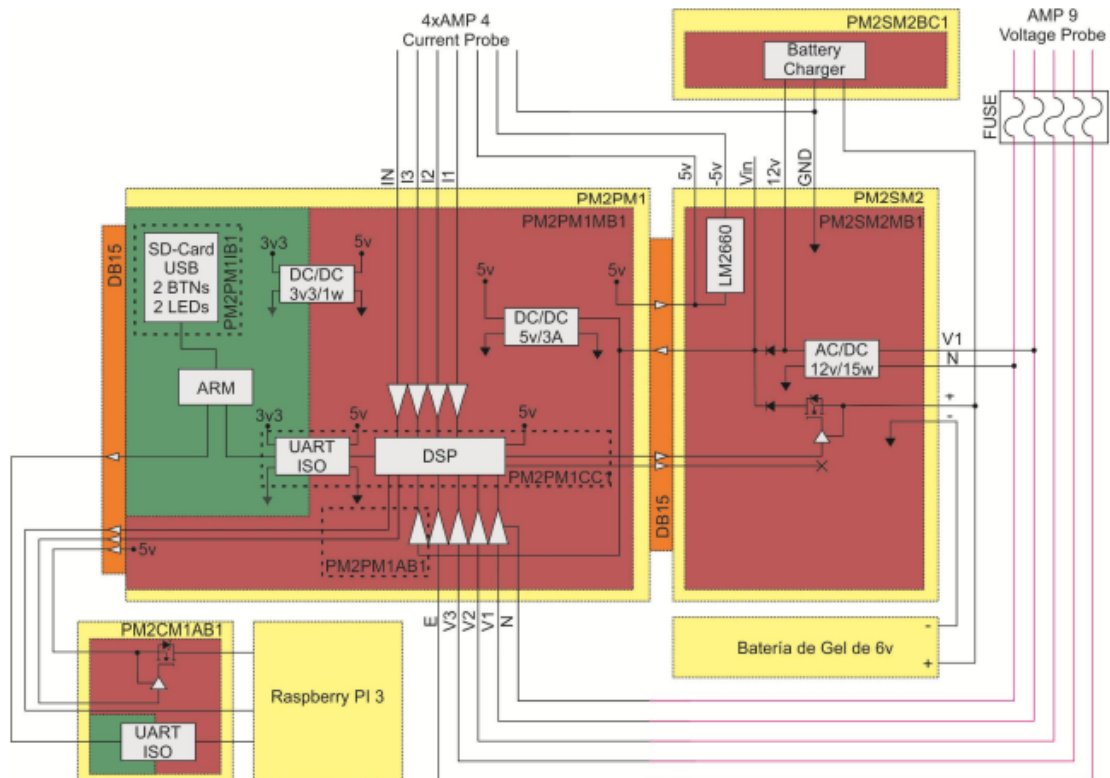 4xAMP 4
Current Probe
PM2SM2BC1
Battery
Charger
AMP 9
Voltage Probe
FUSE
IN
I3
I2
I1
5v
-5v
Vin
12v
GND
PM2PM1
PM2PM1MB1
PM2SM2
PM2SM2MB1
DB15
SD-Card
USB
2 BTNs
2 LEDs
PM2PM1IB1
3v3
5v
DC/DC
3v3/1w
5v
DC/DC
5v/3A
5v
LM2660
AC/DC
12v/15w
V1
N
+
-
ARM
3v3
5v
UART
ISO
DSP
5v
PM2PM1CC1
DB15
5v
PM2PM1AB1
E
V3
V2
V1
N
PM2CM1AB1
UART
ISO
Raspberry PI 3
Batería de Gel de 6v
-
+